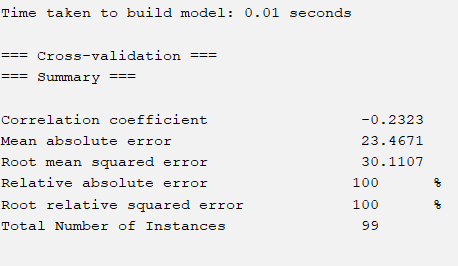 Time taken to build model: 0.01 seconds
=== Cross-validation ===
=== Summary ===
Correlation coefficient -0.2323
Mean absolute error 23.4671
Root mean squared error 30.1107
Relative absolute error 100 %
Root relative squared error 100 %
Total Number of Instances 99